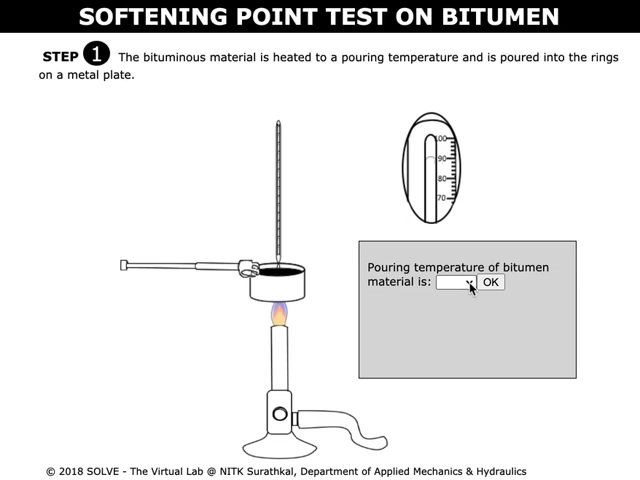 SOFTENING POINT TEST ON BITUMEN
STEP 1 The bituminous material is heated to a pouring temperature and is poured into the rings
on a metal plate.
100
90
80
70
Pouring temperature of bitumen
material is: OK
© 2018 SOLVE - The Virtual Lab @ NITK Surathkal, Department of Applied Mechanics & Hydraulics